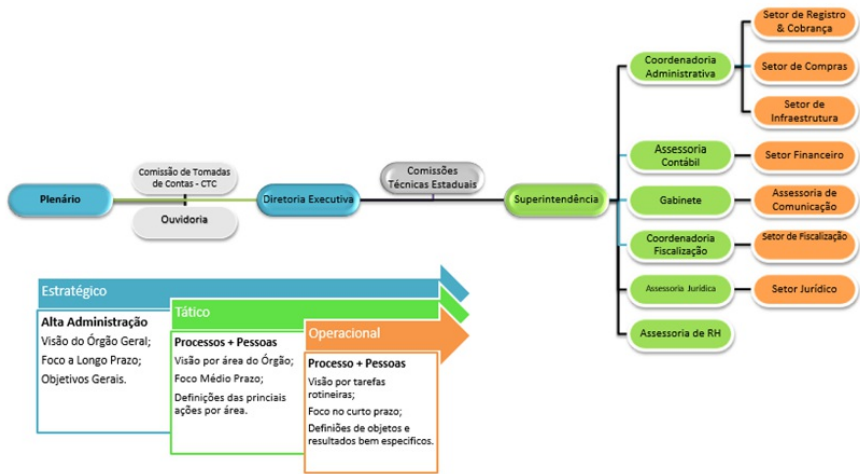 Plenário
Comissão de Tomadas
de Contas - CTC
Ouvidoria
Diretoria Executiva
Comissões
Técnicas Estaduais
Superintendência
Coordenadoria
Administrativa
Setor de Registro
& Cobrança
Setor de Compras
Setor de
Infraestrutura
Assessoria
Contábil
Setor Financeiro
Gabinete
Assessoria de
Comunicação
Coordenadoria
Fiscalização
Setor de Fiscalização
Assessoria Jurídica
Setor Jurídico
Assessoria de RH
Estratégico
Alta Administração
Visão do Órgão Geral;
Foco a Longo Prazo;
Objetivos Gerais.
Tático
Processos + Pessoas
Visão por área do Órgão;
Foco Médio Prazo;
Definições das princiais
ações por área.
Operacional
Processo + Pessoas
Visão por tarefas
rotineiras;
Foco no curto prazo;
Definiões de objetos e
resultados bem especificos.